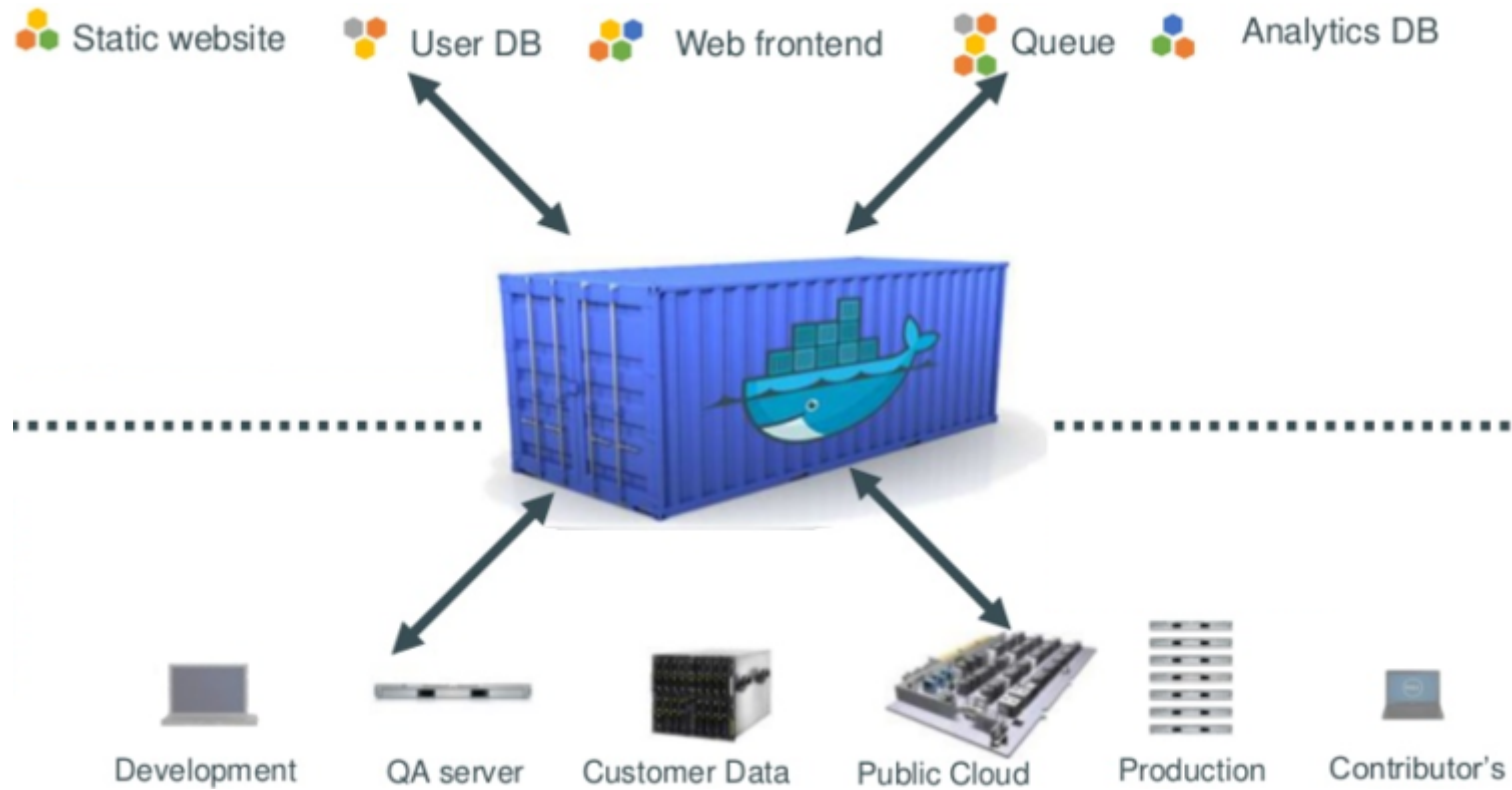 Static website
User DB
Web frontend
Queue
Analytics DB
Development
QA server
Customer Data
Public Cloud
Production
Contributor's